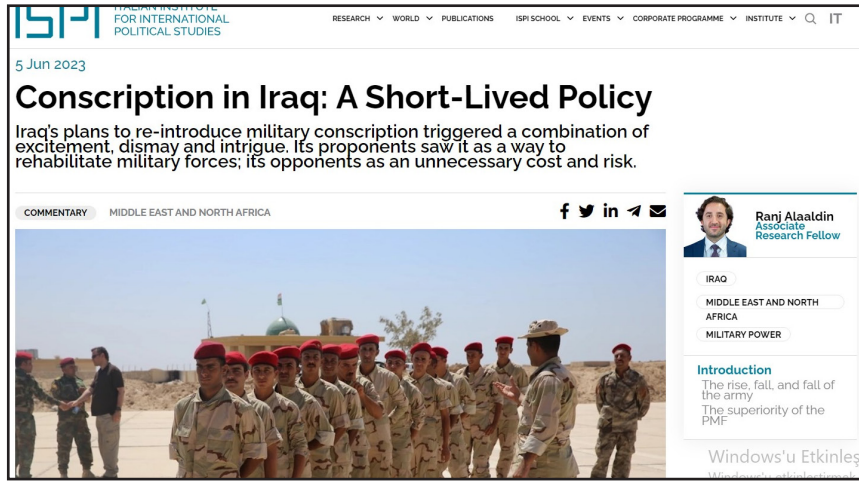 ITALIAN INSTITUTE
ISPI FOR INTERNATIONAL
POLITICAL STUDIES
RESEARCH WORLD PUBLICATIONS ISPI SCHOOL EVENTS CORPORATE PROGRAMME INSTITUTE IT
5 Jun 2023
Conscription in Iraq: A Short-Lived Policy
Iraq's plans to re-introduce military conscription triggered a combination of
excitement, dismay and intrigue. Its proponents saw it as a way to
rehabilitate military forces; its opponents as an unnecessary cost and risk.
COMMENTARY MIDDLE EAST AND NORTH AFRICA
Ranj Alaaldin
Associate
Research Fellow
IRAQ
MIDDLE EAST AND NORTH
AFRICA
MILITARY POWER
Introduction
The rise, fall, and fall of
the army
The superiority of the
PMF
Windows'u Etkinleş
Windows'u etkinleştirmek